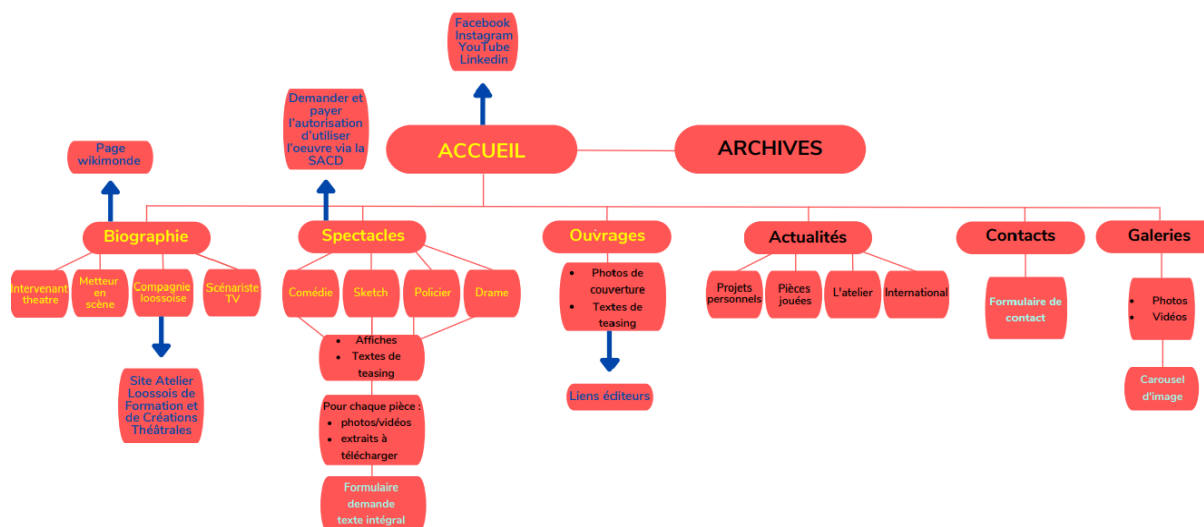 Facebook
Instagram
YouTube
Linkedin
Demander et
payer
l'autorisation
d'utiliser
l'oeuvre via la
SACD
Page
wikimonde
ACCUEIL
ARCHIVES
Biographie
Spectacles
Ouvrages
Actualités
Contacts
Galeries
Intervenant
theatre
Metteur
en
scène
Compagnie
loossoise
Scénariste
TV
Comédie
Sketch
Policier
Drame
• Photos de
couverture
• Textes de
teasing
Projets
personnels
Pièces
jouées
L'atelier
International
Formulaire de
contact
• Photos
• Vidéos
• Affiches
• Textes de
teasing
Site Atelier
Loossois de
Formation et
de Créations
Théâtrales
Liens éditeurs
Carousel
d'image
Pour chaque pièce :
• photos/vidéos
• extraits à
télécharger
Formulaire
demande
texte intégral